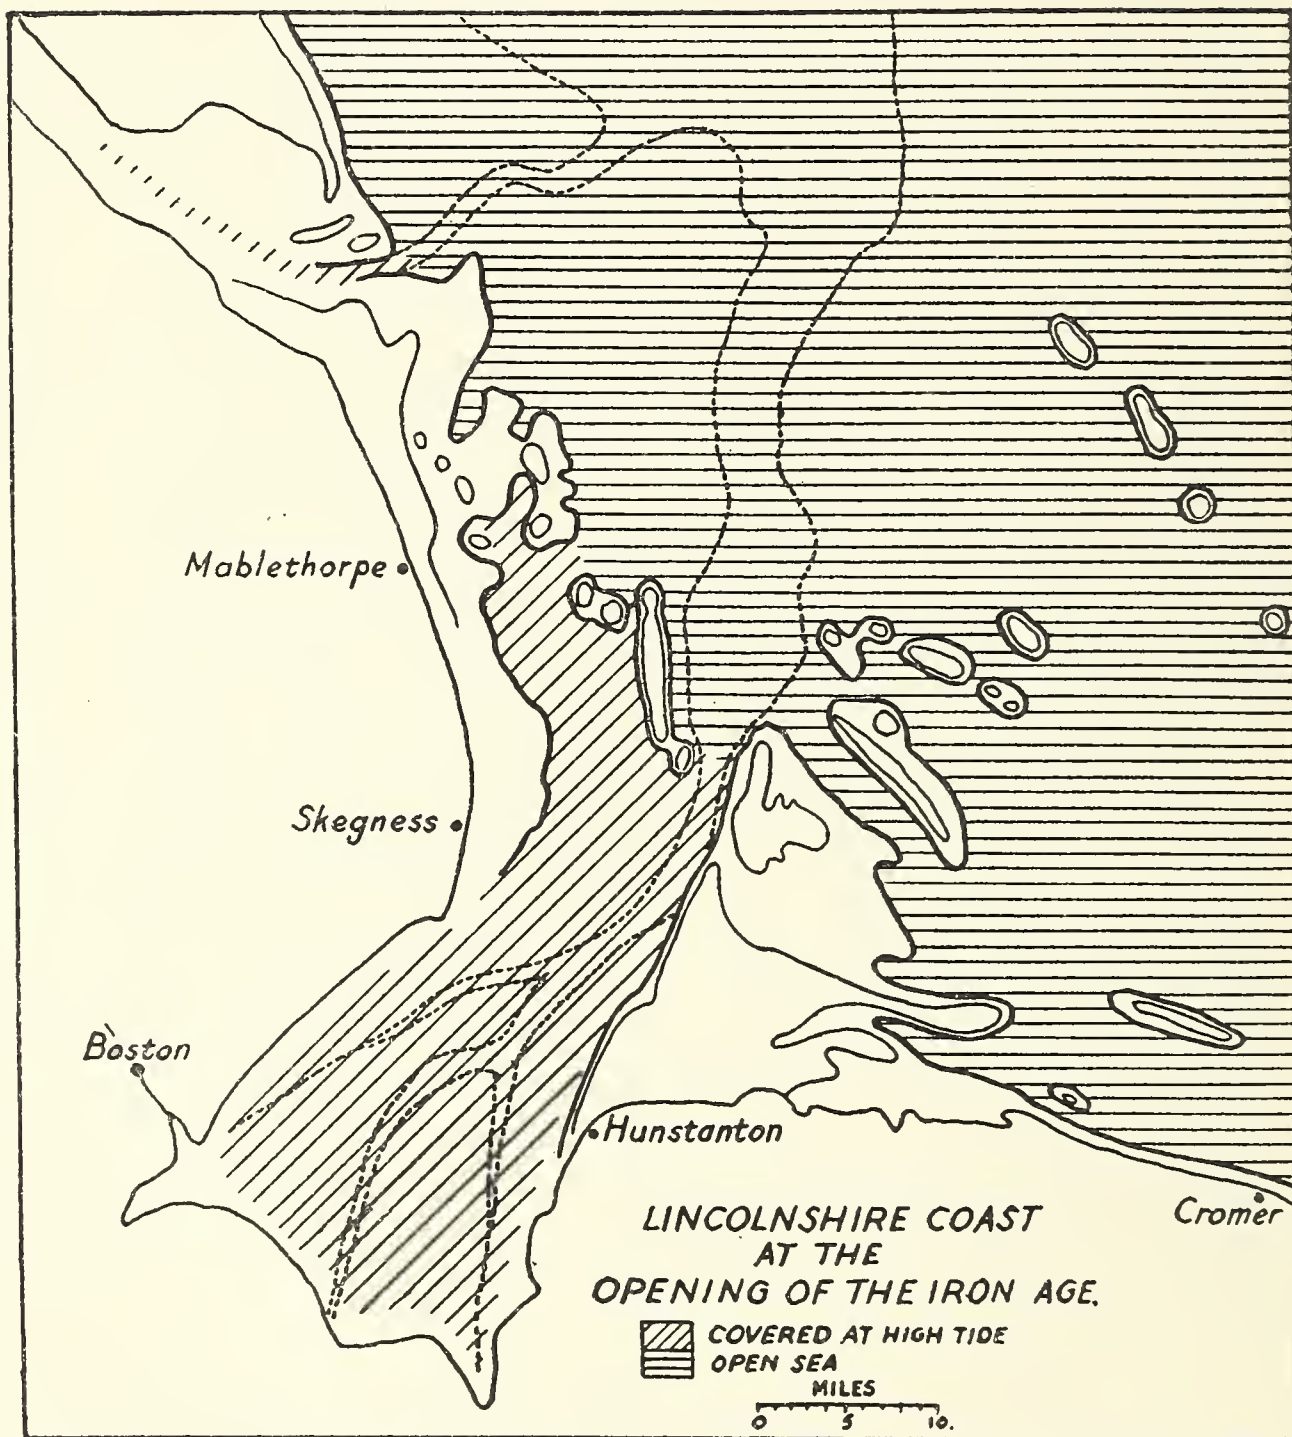 Mablethorpe
Skegness
Boston
Hunstanton
Cromer
LINCOLNSHIRE COAST
AT THE
OPENING OF THE IRON AGE.
COVERED AT HIGH TIDE
OPEN SEA
MILES
0 5 10.